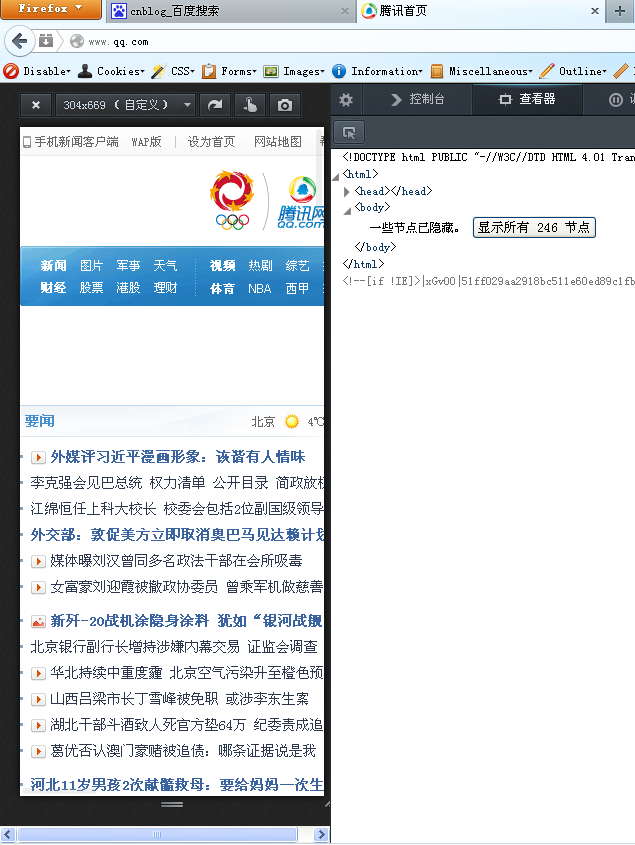 Firefox
cnblog_百度搜索
腾讯首页
www.qq.com
Disable Cookies CSS Forms Images Information Miscellaneous Outline
304x669 (自定义)
控制台
查看器
手机新闻客户端 WAP版 设为首页 网站地图
腾讯网
qq.com
新闻 图片 军事 天气 视频 热剧 综艺
财经 股票 港股 理财 体育 NBA 西甲
要闻
北京 4℃
外媒评习近平漫画形象：诙谐有人情味
李克强会见巴总统 权力清单 公开目录 简政放权
江绵恒任上科大校长 校委会包括2位副国级领导
外交部：敦促美方立即取消奥巴马见达赖计划
媒体曝刘汉曾同多名政法干部在会所吸毒
女富豪刘迎霞被撤政协委员 曾乘军机做慈善
新歼-20战机涂隐身涂料 犹如“银河战舰
北京银行副行长增持涉嫌内幕交易 证监会调查
华北持续中重度霾 北京空气污染升至橙色预
山西吕梁市长丁雪峰被免职 或涉李东生案
湖北干部斗酒致人死官方垫64万 纪委责成追
葛优否认澳门豪赌被追债：哪条证据说是我
河北11岁男孩2次献髓救母：要给妈妈一次生
<!DOCTYPE html PUBLIC "-//W3C//DTD HTML 4.01 Tran
<html>
<head></head>
<body>
一些节点已隐藏。 显示所有 246 节点
</body>
</html>
<!--[if !IE]>|xGv00|51ff029aa2918bc511e60ed89c1fb